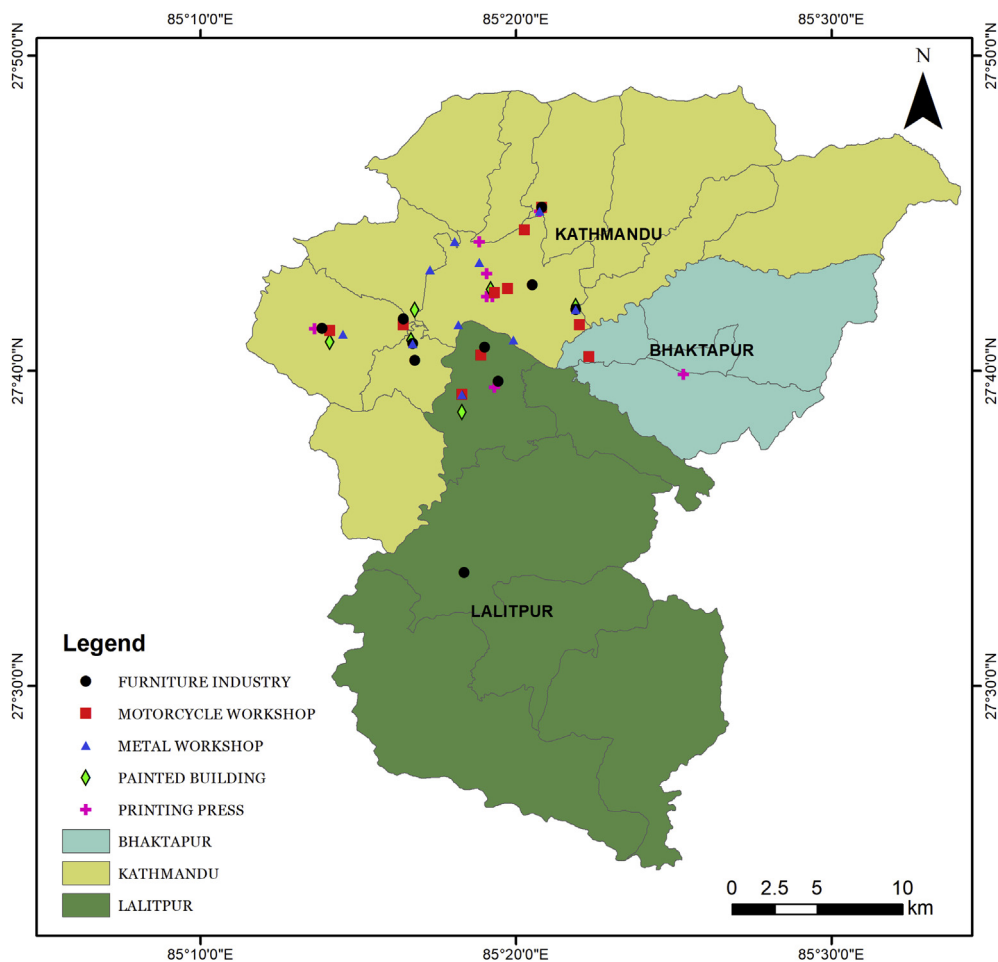 85°10'0"E 85°20'0"E 85°30'0"E
27°50'0"N 27°50'0"N
N
KATHMANDU
BHAKTAPUR
27°40'0"N 27°40'0"N
LALITPUR
Legend
FURNITURE INDUSTRY
27°30'0"N 27°30'0"N
MOTORCYCLE WORKSHOP
METAL WORKSHOP
PAINTED BUILDING
PRINTING PRESS
BHAKTAPUR
KATHMANDU
LALITPUR
0 2.5 5 10
km
85°10'0"E 85°20'0"E 85°30'0"E